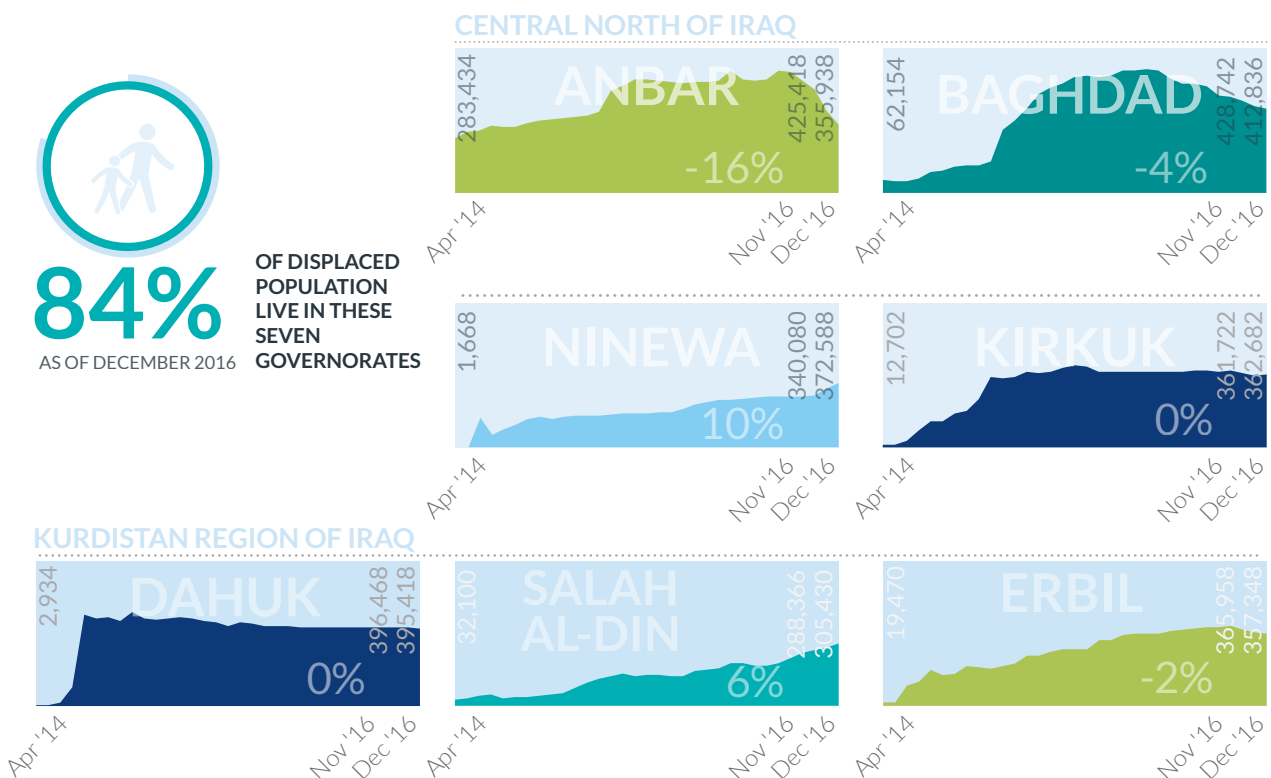 CENTRAL NORTH OF IRAQ
84%
AS OF DECEMBER 2016
OF DISPLACED
POPULATION
LIVE IN THESE
SEVEN
GOVERNORATES
ANBAR
283,434
425,418
355,938
-16%
Apr '14
Nov '16
Dec '16
BAGHDAD
62,154
428,742
412,836
-4%
Apr '14
Nov '16
Dec '16
NINEWA
1,668
340,080
372,588
10%
Apr '14
Nov '16
Dec '16
KIRKUK
12,702
361,722
362,682
0%
Apr '14
Nov '16
Dec '16
KURDISTAN REGION OF IRAQ
DAHUK
2,934
396,468
395,418
0%
Apr '14
Nov '16
Dec '16
SALAH
AL-DIN
32,100
288,366
305,430
6%
Apr '14
Nov '16
Dec '16
ERBIL
19,470
365,958
357,348
-2%
Apr '14
Nov '16
Dec '16